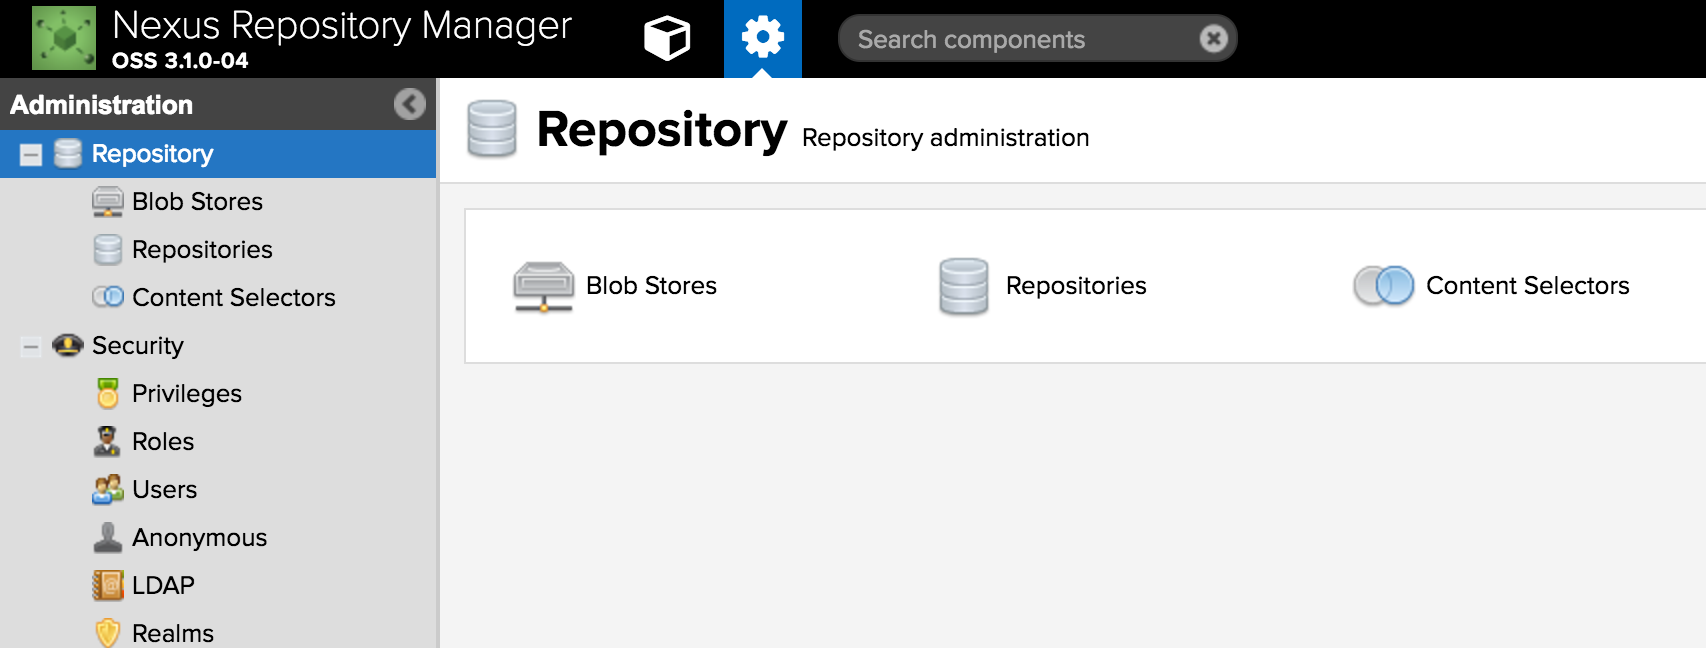 Nexus Repository Manager
OSS 3.1.0-04
Search components
Administration
Repository
Blob Stores
Repositories
Content Selectors
Security
Privileges
Roles
Users
Anonymous
LDAP
Realms
Repository Repository administration
Blob Stores
Repositories
Content Selectors